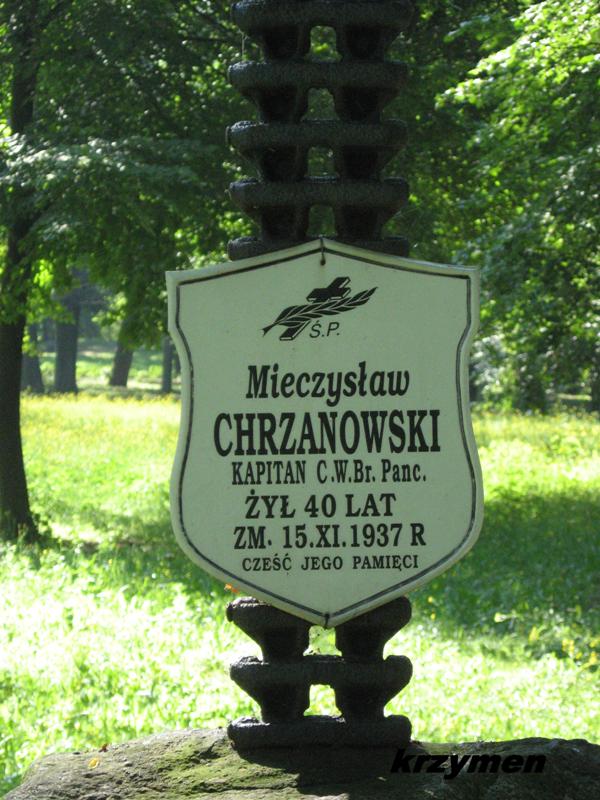 Ś.P.
Mieczysław
CHRZANOWSKI
KAPITAN C.W.Br. Panc.
ŻYŁ 40 LAT
ZM. 15.XI.1937 R
CZEŚĆ JEGO PAMIĘCI
krzymen